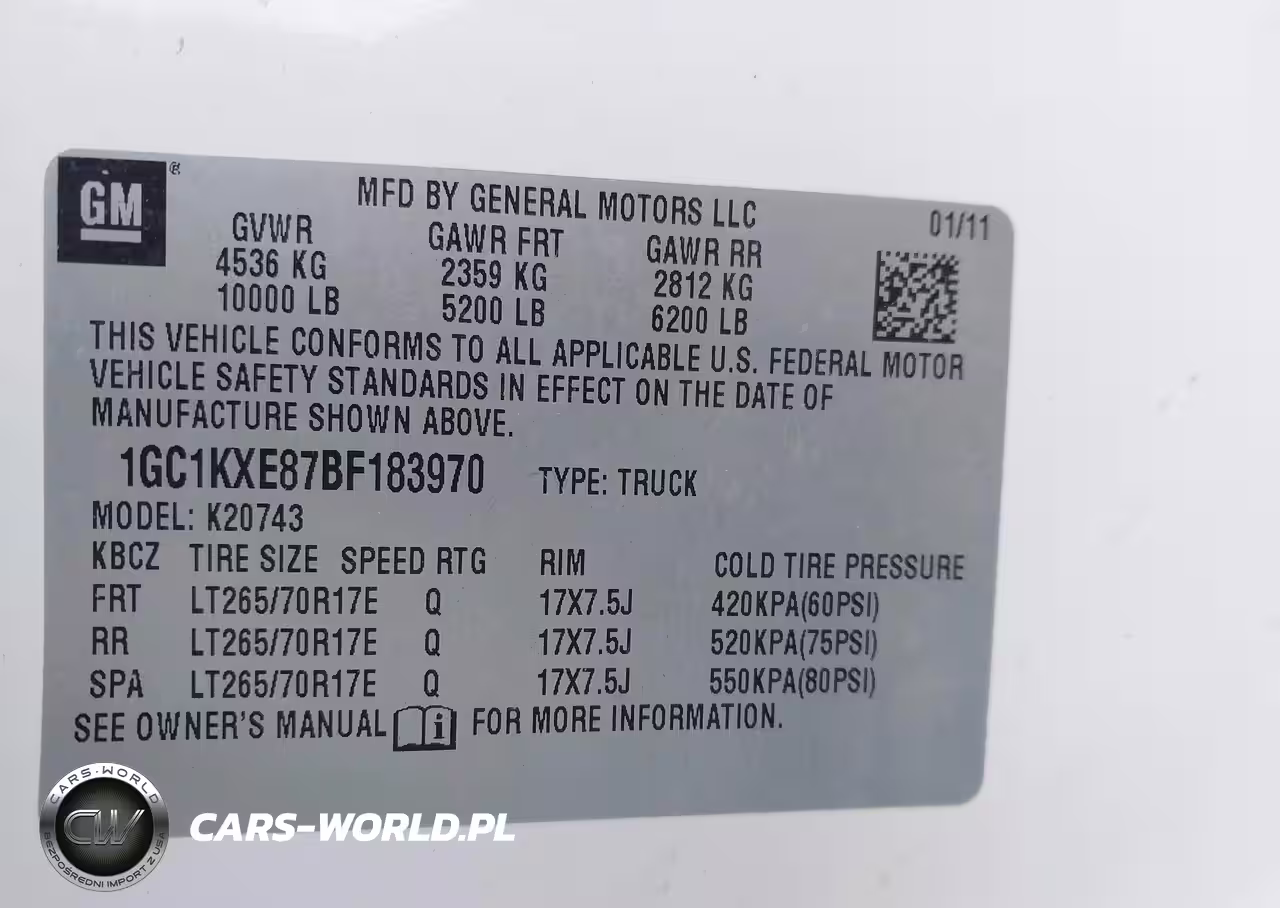 GM
MFD BY GENERAL MOTORS LLC 01/11
GVWR GAWR FRT GAWR RR
4536 KG 2359 KG 2812 KG
10000 LB 5200 LB 6200 LB
THIS VEHICLE CONFORMS TO ALL APPLICABLE U.S. FEDERAL MOTOR
VEHICLE SAFETY STANDARDS IN EFFECT ON THE DATE OF
MANUFACTURE SHOWN ABOVE.
1GC1KXE87BF183970 TYPE: TRUCK
MODEL: K20743
KBCZ TIRE SIZE SPEED RTG RIM COLD TIRE PRESSURE
FRT LT265/70R17E Q 17X7.5J 420KPA(60PSI)
RR LT265/70R17E Q 17X7.5J 520KPA(75PSI)
SPA LT265/70R17E Q 17X7.5J 550KPA(80PSI)
SEE OWNER'S MANUAL i FOR MORE INFORMATION.
CARS-WORLD
CW
BEZPOŚREDNI IMPORT Z USA
CARS-WORLD.PL